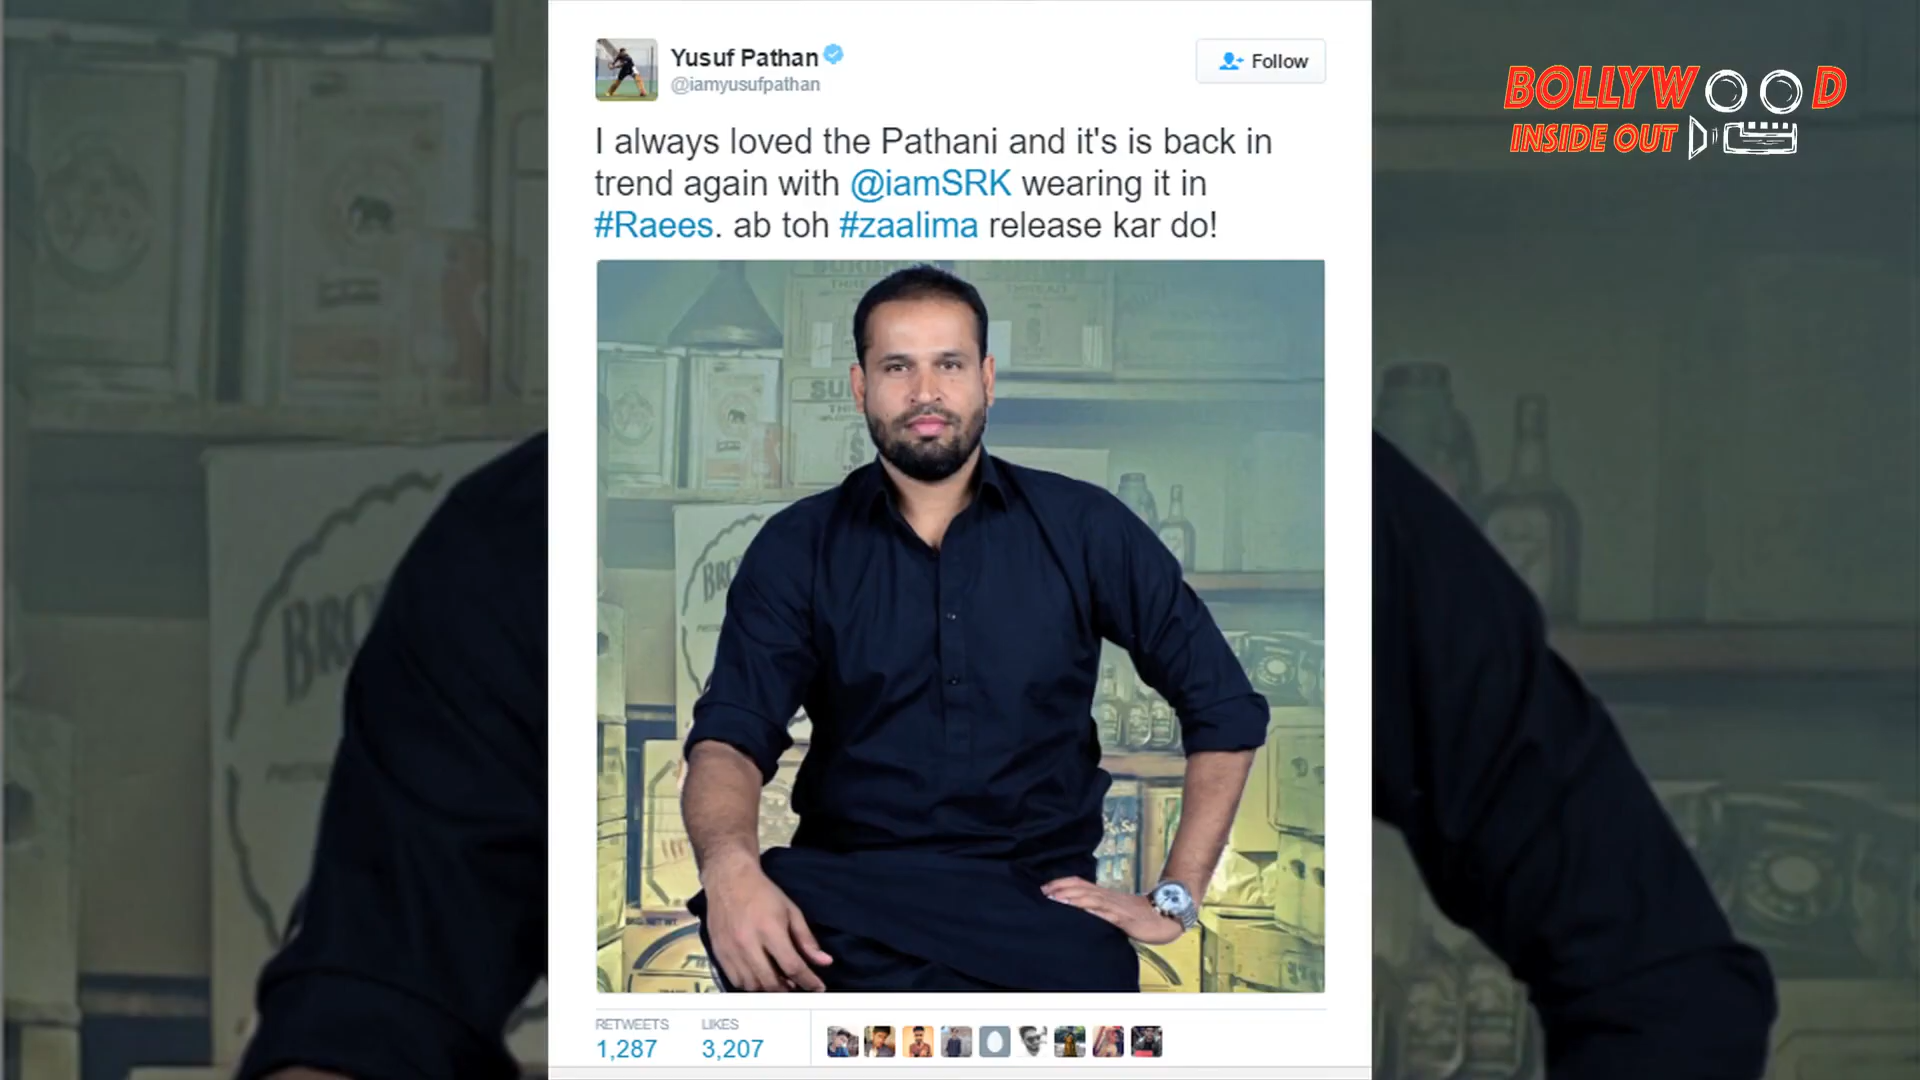 Yusuf Pathan
@iamyusufpathan
Follow
BOLLYWOOD
INSIDE OUT
I always loved the Pathani and it's is back in
trend again with @iamSRK wearing it in
#Raees. ab toh #zaalima release kar do!
RETWEETS
LIKES
1,287
3,207